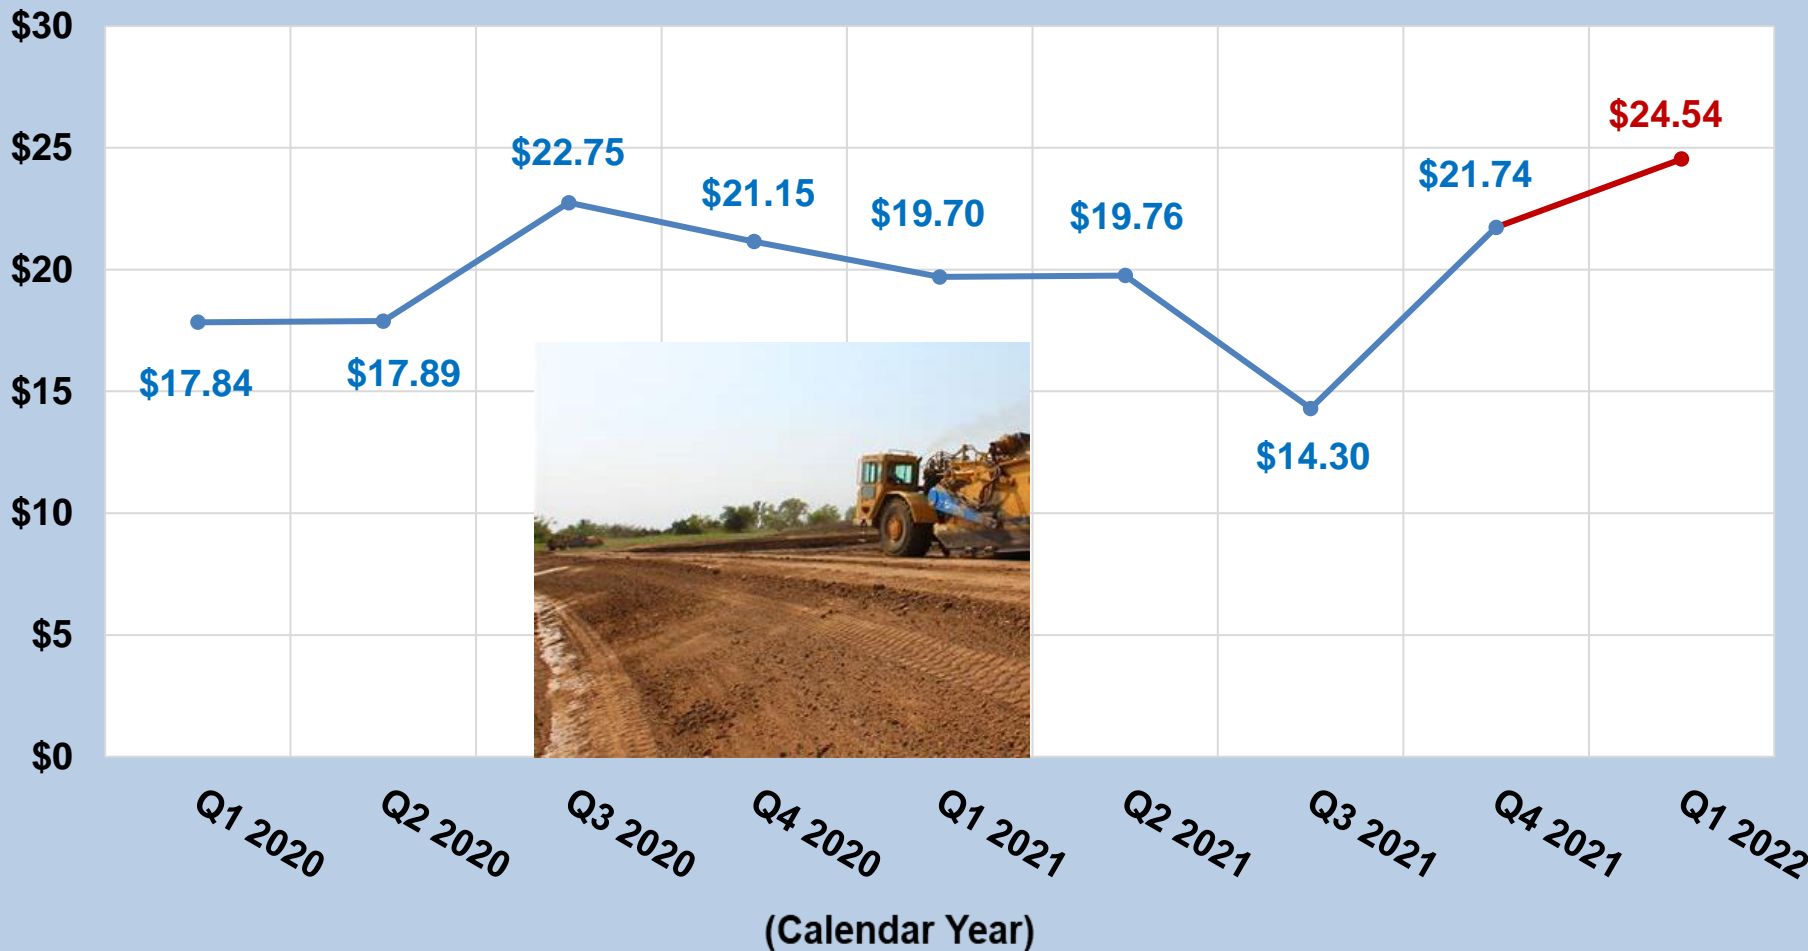 $30
$25
$20
$15
$10
$5
$0
$17.84
$17.89
$22.75
$21.15
$19.70
$19.76
$14.30
$21.74
$24.54
Q1 2020
Q2 2020
Q3 2020
Q4 2020
Q1 2021
Q2 2021
Q3 2021
Q4 2021
Q1 2022
(Calendar Year)